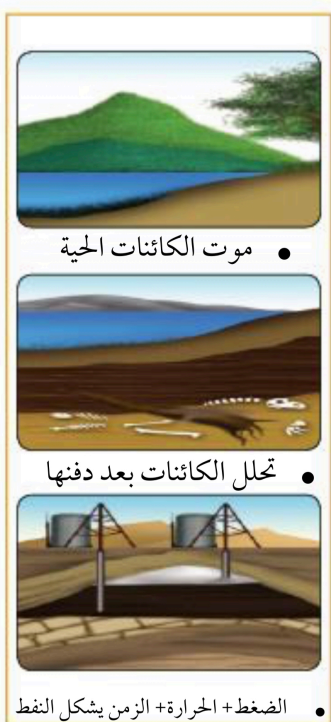 • موت الكائنات الحية
• تحلل الكائنات بعد دفنها
• الضغط+ الحرارة+ الزمن يشكل النفط